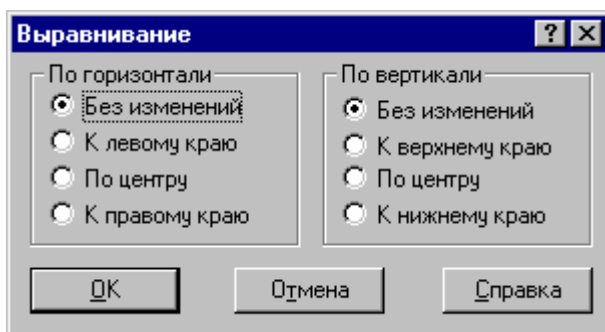 Выравнивание
По горизонтали
Без изменений
К левому краю
По центру
К правому краю
По вертикали
Без изменений
К верхнему краю
По центру
К нижнему краю
OK
Отмена
Справка